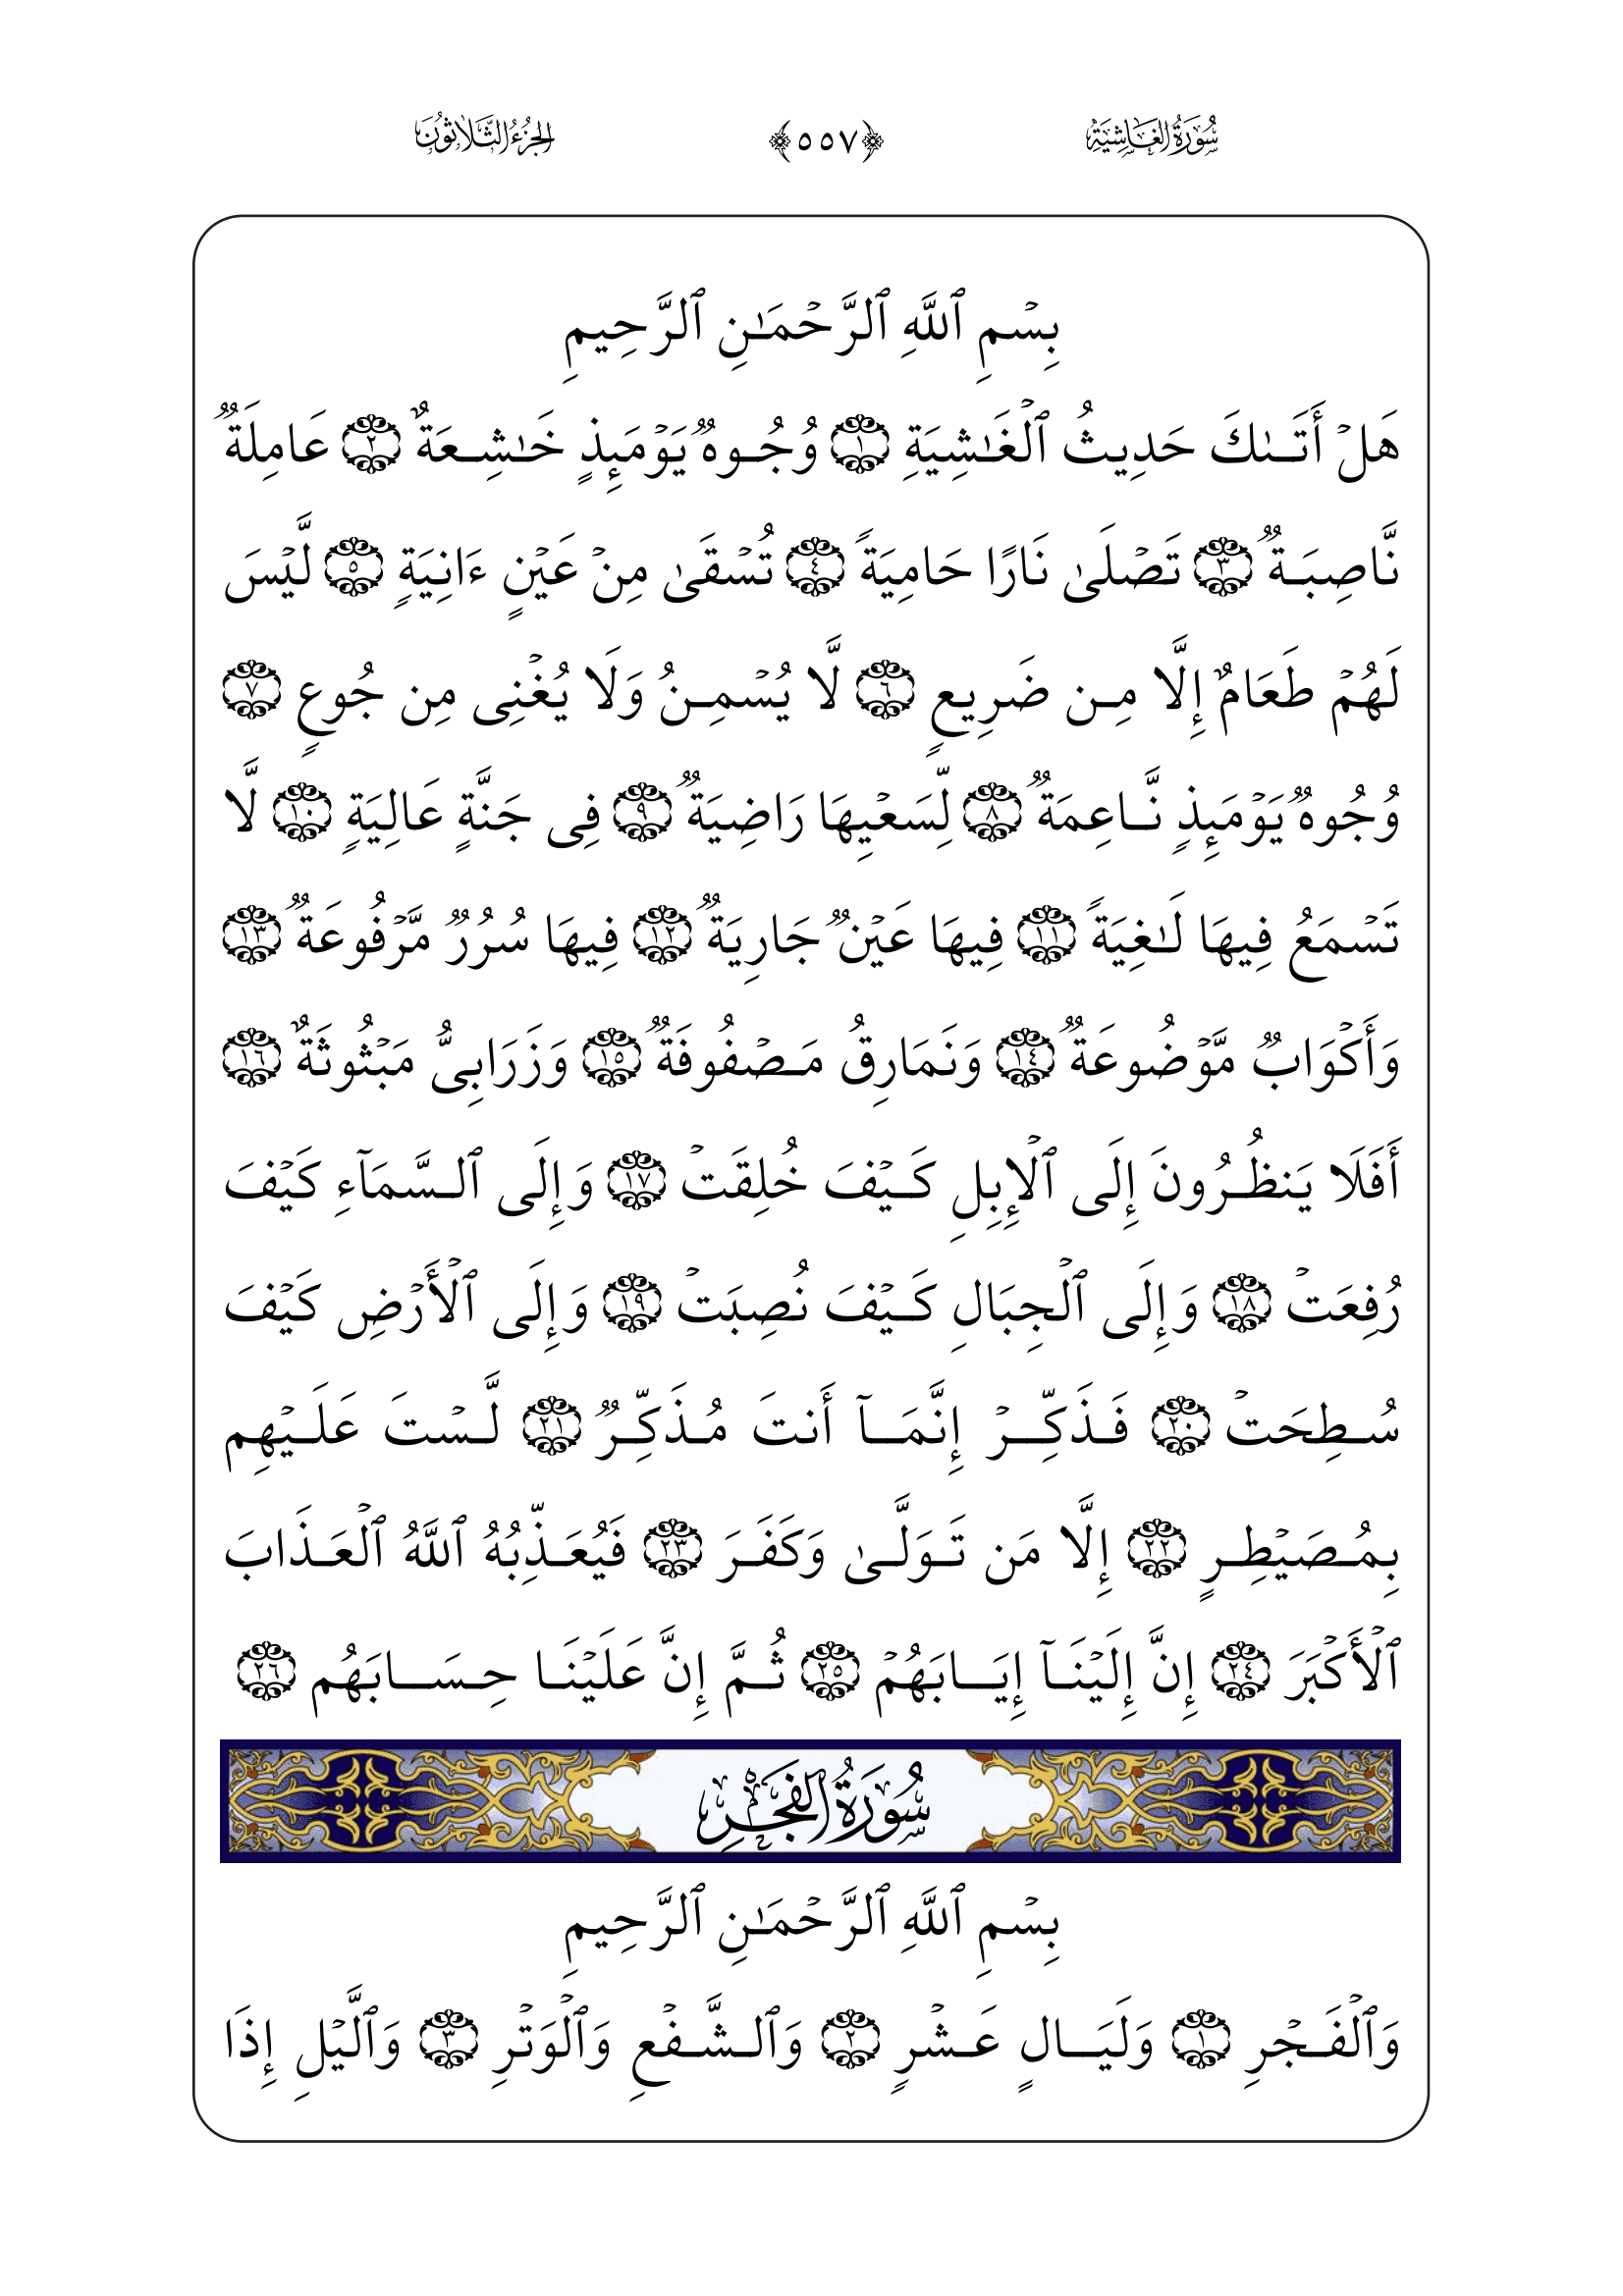 سُورَةُ الغَاشِيَةِ ﴿٥٥٧﴾ الجُزْءُ الثَّلَاثُونَ
بِسۡمِ ٱللَّهِ ٱلرَّحۡمَـٰنِ ٱلرَّحِيمِ
هَلۡ أَتَىٰكَ حَدِيثُ ٱلۡغَـٰشِيَةِ ١ وُجُوهٌ يَوۡمَئِذٍ خَـٰشِعَةٌ ٢ عَامِلَةٌ
نَّاصِبَةٌ ٣ تَصۡلَىٰ نَارًا حَامِيَةً ٤ تُسۡقَىٰ مِنۡ عَيۡنٍ ءَانِيَةٍ ٥ لَّيۡسَ
لَهُمۡ طَعَامٌ إِلَّا مِن ضَرِيعٍ ٦ لَّا يُسۡمِنُ وَلَا يُغۡنِى مِن جُوعٍ ٧
وُجُوهٌ يَوۡمَئِذٍ نَّاعِمَةٌ ٨ لِّسَعۡيِهَا رَاضِيَةٌ ٩ فِى جَنَّةٍ عَالِيَةٍ ١٠ لَّا
تَسۡمَعُ فِيهَا لَـٰغِيَةً ١١ فِيهَا عَيۡنٌ جَارِيَةٌ ١٢ فِيهَا سُرُرٌ مَّرۡفُوعَةٌ ١٣
وَأَكۡوَابٌ مَّوۡضُوعَةٌ ١٤ وَنَمَارِقُ مَصۡفُوفَةٌ ١٥ وَزَرَابِىُّ مَبۡثُوثَةٌ ١٦
أَفَلَا يَنظُرُونَ إِلَى ٱلۡإِبِلِ كَيۡفَ خُلِقَتۡ ١٧ وَإِلَى ٱلسَّمَآءِ كَيۡفَ
رُفِعَتۡ ١٨ وَإِلَى ٱلۡجِبَالِ كَيۡفَ نُصِبَتۡ ١٩ وَإِلَى ٱلۡأَرۡضِ كَيۡفَ
سُطِحَتۡ ٢٠ فَذَكِّرۡ إِنَّمَآ أَنتَ مُذَكِّرٌ ٢١ لَّسۡتَ عَلَيۡهِم
بِمُصَيۡطِرٍ ٢٢ إِلَّا مَن تَوَلَّىٰ وَكَفَرَ ٢٣ فَيُعَذِّبُهُ ٱللَّهُ ٱلۡعَذَابَ
ٱلۡأَكۡبَرَ ٢٤ إِنَّ إِلَيۡنَآ إِيَابَهُمۡ ٢٥ ثُمَّ إِنَّ عَلَيۡنَا حِسَابَهُم ٢٦
سُورَةُ الفَجْرِ
بِسۡمِ ٱللَّهِ ٱلرَّحۡمَـٰنِ ٱلرَّحِيمِ
وَٱلۡفَجۡرِ ١ وَلَيَالٍ عَشۡرٍ ٢ وَٱلشَّفۡعِ وَٱلۡوَتۡرِ ٣ وَٱلَّيۡلِ إِذَا